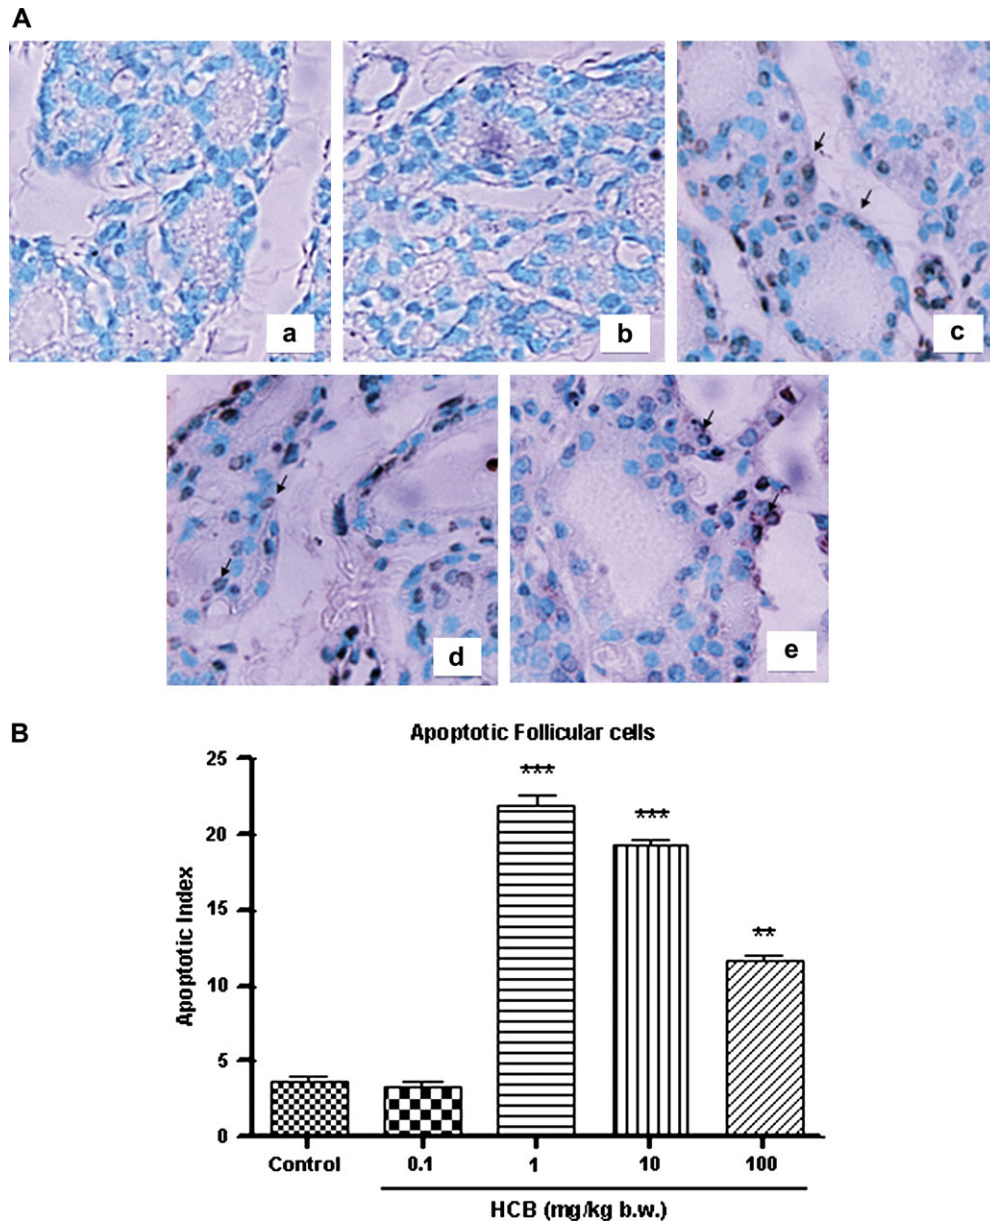 A
a
b
c
d
e
B
Apoptotic Follicular cells
***
***
**
25
20
15
10
5
0
Apoptotic Index
Control 0.1 1 10 100
HCB (mg/kg b.w.)